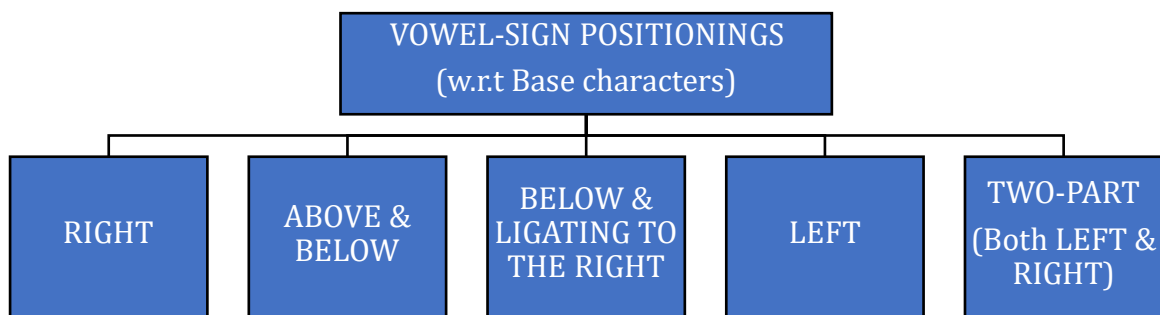 VOWEL-SIGN POSITIONINGS
(w.r.t Base characters)
RIGHT
ABOVE &
BELOW
BELOW &
LIGATING TO
THE RIGHT
LEFT
TWO-PART
(Both LEFT &
RIGHT)